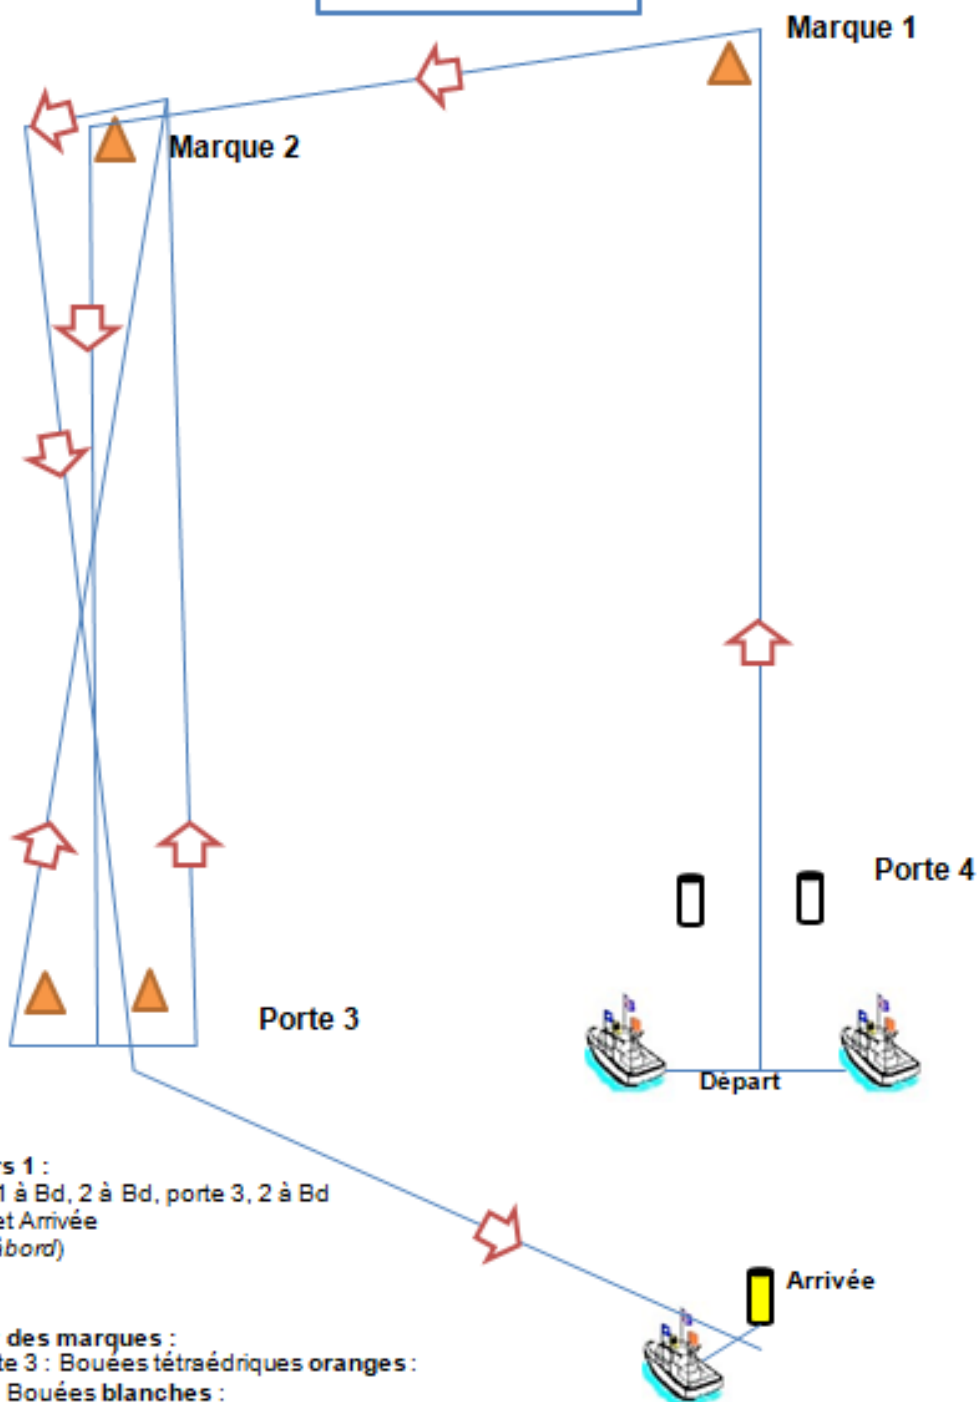 Marque 1
Marque 2
Porte 4
Porte 3
Départ
rs 1 :
1 à Bd, 2 à Bd, porte 3, 2 à Bd
et Arrivée
bord)
Arrivée
des marques :
te 3 : Bouées tétraédriques oranges :
Bouées blanches :